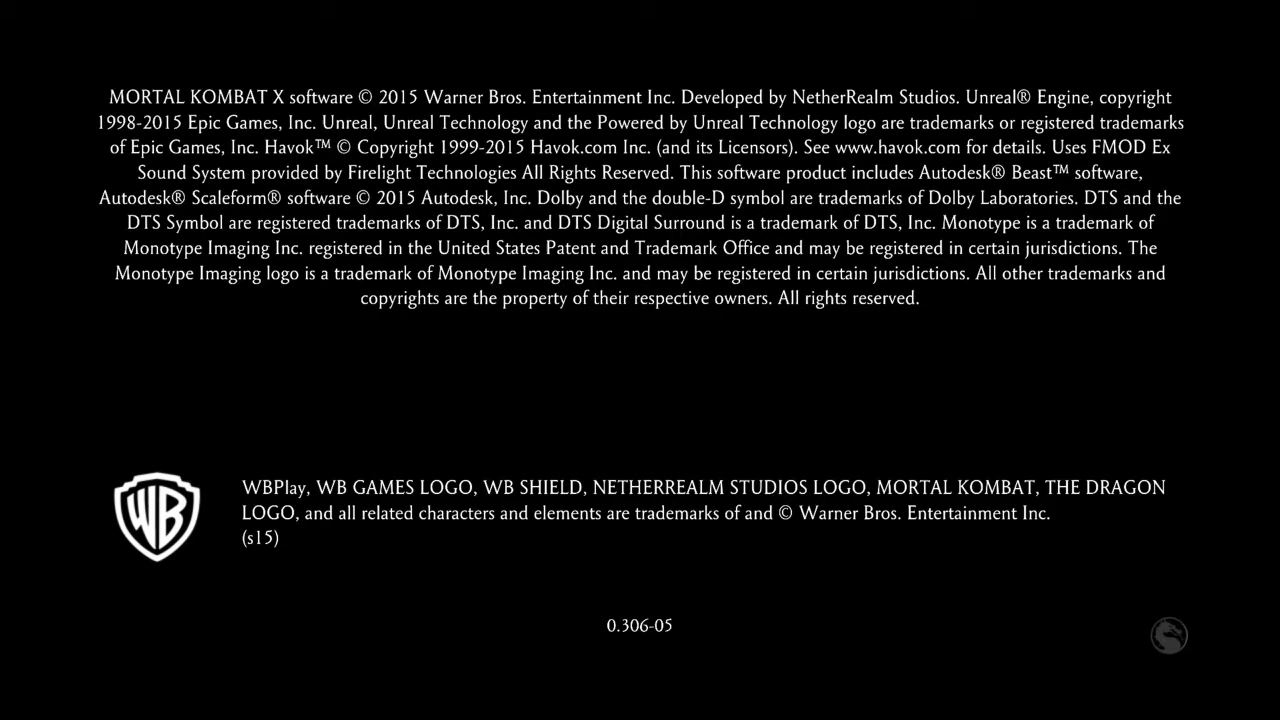 MORTAL KOMBAT X software © 2015 Warner Bros. Entertainment Inc. Developed by NetherRealm Studios. Unreal® Engine, copyright
1998-2015 Epic Games, Inc. Unreal, Unreal Technology and the Powered by Unreal Technology logo are trademarks or registered trademarks
of Epic Games, Inc. Havok™ © Copyright 1999-2015 Havok.com Inc. (and its Licensors). See www.havok.com for details. Uses FMOD Ex
Sound System provided by Firelight Technologies All Rights Reserved. This software product includes Autodesk® Beast™ software,
Autodesk® Scaleform® software © 2015 Autodesk, Inc. Dolby and the double-D symbol are trademarks of Dolby Laboratories. DTS and the
DTS Symbol are registered trademarks of DTS, Inc. and DTS Digital Surround is a trademark of DTS, Inc. Monotype is a trademark of
Monotype Imaging Inc. registered in the United States Patent and Trademark Office and may be registered in certain jurisdictions. The
Monotype Imaging logo is a trademark of Monotype Imaging Inc. and may be registered in certain jurisdictions. All other trademarks and
copyrights are the property of their respective owners. All rights reserved.
WB
WBPlay, WB GAMES LOGO, WB SHIELD, NETHERREALM STUDIOS LOGO, MORTAL KOMBAT, THE DRAGON
LOGO, and all related characters and elements are trademarks of and © Warner Bros. Entertainment Inc.
(s15)
0.306-05